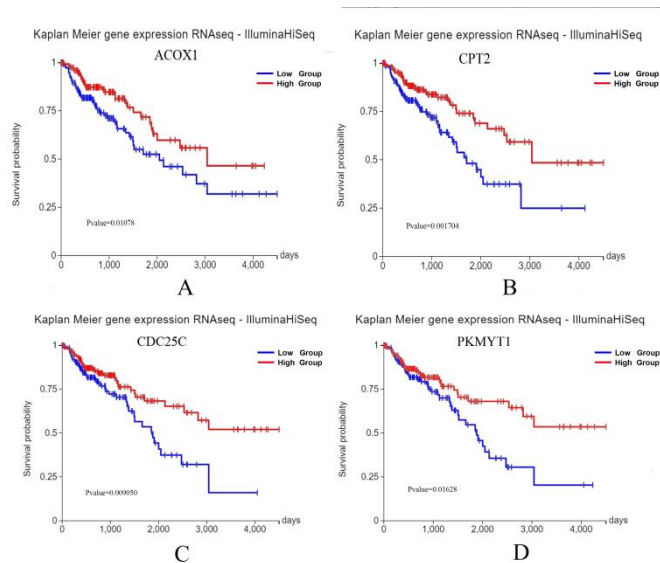 Kaplan Meier gene expression RNAseq - IlluminaHiSeq
ACOX1
Low Group
High Group
Survival probability
1
0.75
0.5
0.25
0
Pvalue=0.01078
0 1,000 2,000 3,000 4,000 days
A
Kaplan Meier gene expression RNAseq - IlluminaHiSeq
CPT2
Low Group
High Group
Survival probability
1
0.75
0.5
0.25
0
Pvalue=0.001704
0 1,000 2,000 3,000 4,000 days
B
Kaplan Meier gene expression RNAseq - IlluminaHiSeq
CDC25C
Low Group
High Group
Survival probability
1
0.75
0.5
0.25
0
Pvalue=0.009050
0 1,000 2,000 3,000 4,000 days
C
Kaplan Meier gene expression RNAseq - IlluminaHiSeq
PKMYT1
Low Group
High Group
Survival probability
1
0.75
0.5
0.25
0
Pvalue=0.01628
0 1,000 2,000 3,000 4,000 days
D